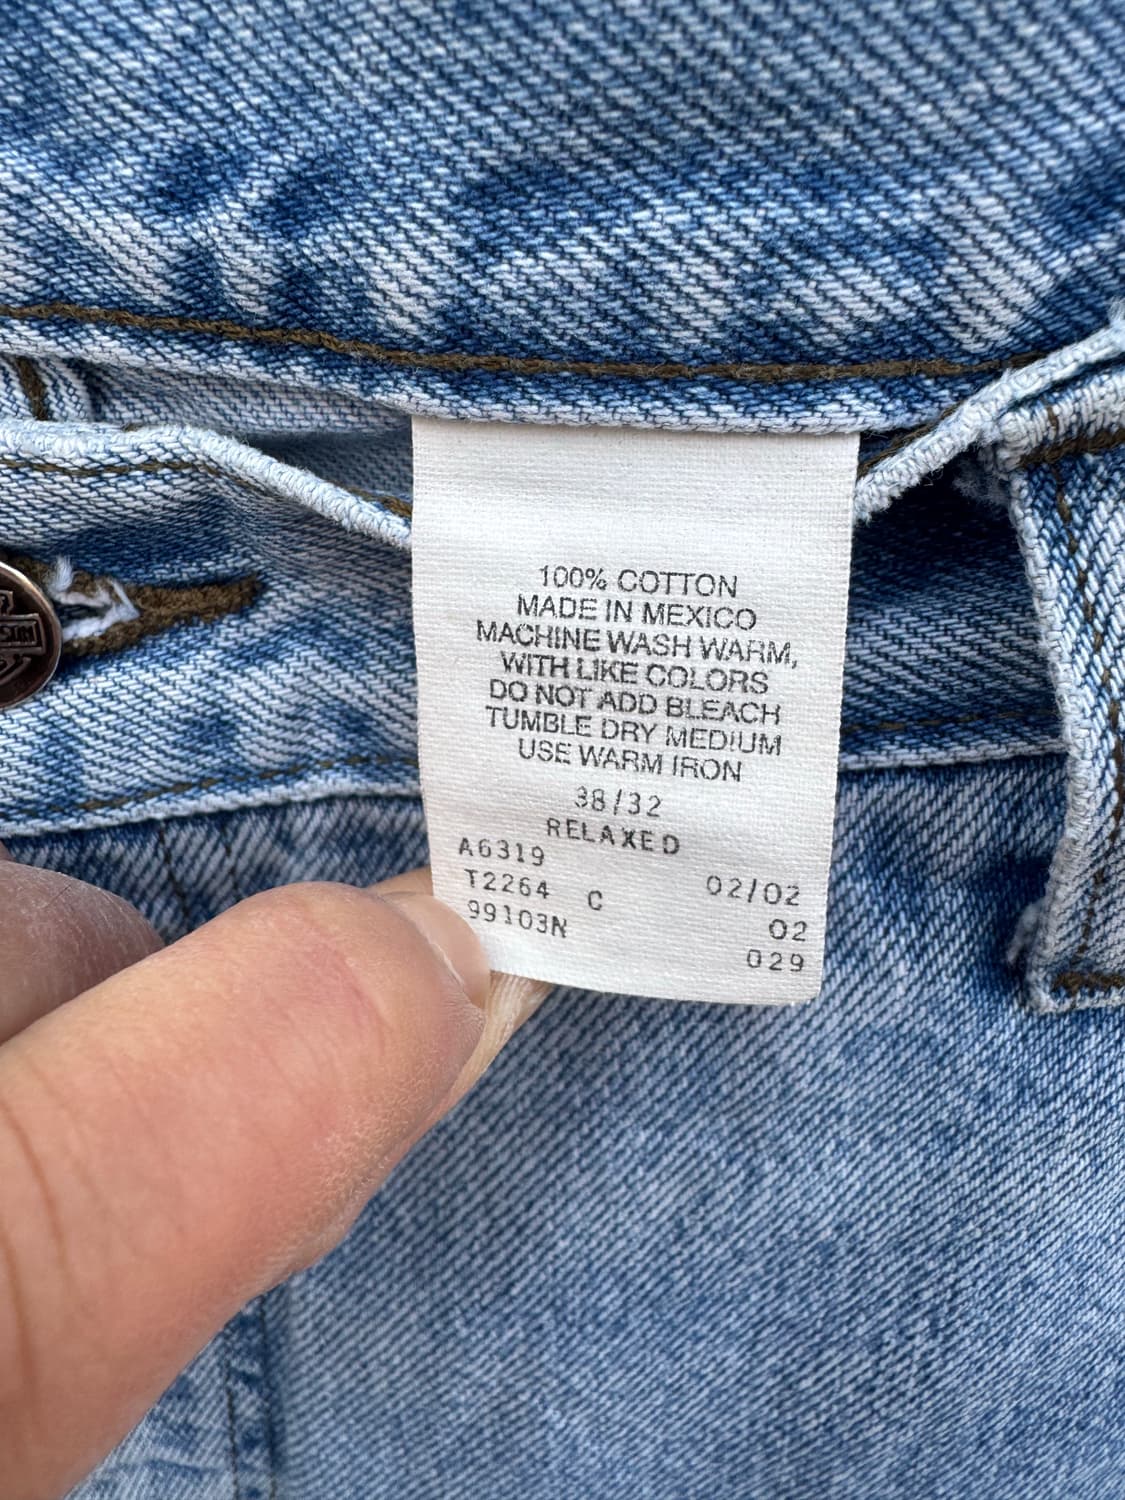 100% COTTON
MADE IN MEXICO
MACHINE WASH WARM,
WITH LIKE COLORS
DO NOT ADD BLEACH
TUMBLE DRY MEDIUM
USE WARM IRON
38/32
RELAXED
A6319
T2264 C 02/02
99103N 02
029